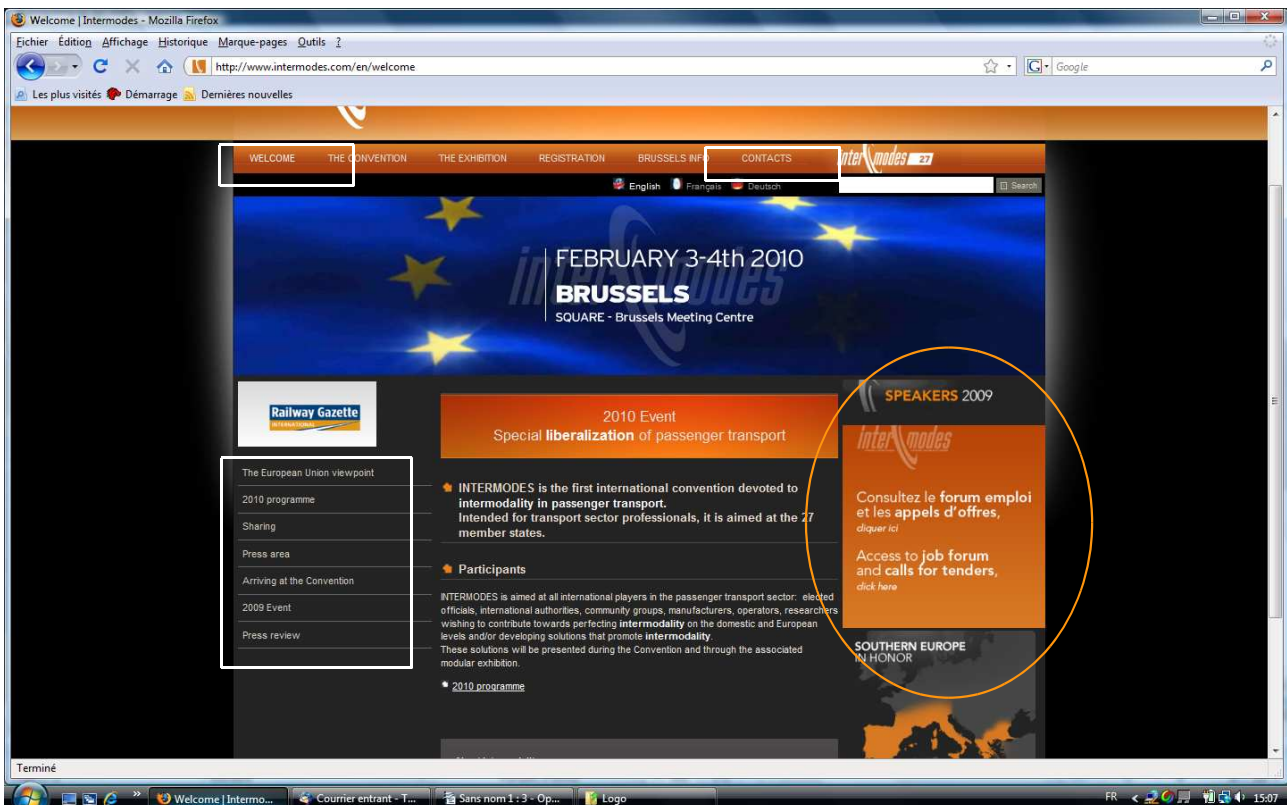 Welcome | Intermodes - Mozilla Firefox
Fichier Édition Affichage Historique Marque-pages Outils ?
http://www.intermodes.com/en/welcome
G Google
Les plus visités Démarrage Dernières nouvelles
WELCOME THE CONVENTION THE EXHIBITION REGISTRATION BRUSSELS INFO CONTACTS inter modes 27
English Français Deutsch Search
intermodes
FEBRUARY 3-4th 2010
BRUSSELS
SQUARE - Brussels Meeting Centre
Railway Gazette
INTERNATIONAL
The European Union viewpoint
2010 programme
Sharing
Press area
Arriving at the Convention
2009 Event
Press review
2010 Event
Special liberalization of passenger transport
INTERMODES is the first international convention devoted to
intermodality in passenger transport.
Intended for transport sector professionals, it is aimed at the 27
member states.
Participants
INTERMODES is aimed at all international players in the passenger transport sector: elected
officials, international authorities, community groups, manufacturers, operators, researchers
wishing to contribute towards perfecting intermodality on the domestic and European
levels and/or developing solutions that promote intermodality.
These solutions will be presented during the Convention and through the associated
modular exhibition.
2010 programme
SPEAKERS 2009
inter modes
Consultez le forum emploi
et les appels d'offres,
cliquer ici
Access to job forum
and calls for tenders,
click here
SOUTHERN EUROPE
IN HONOR
Terminé
Welcome | Intermo... Courrier entrant - T... Sans nom 1 : 3 - Op... Logo FR 15:07